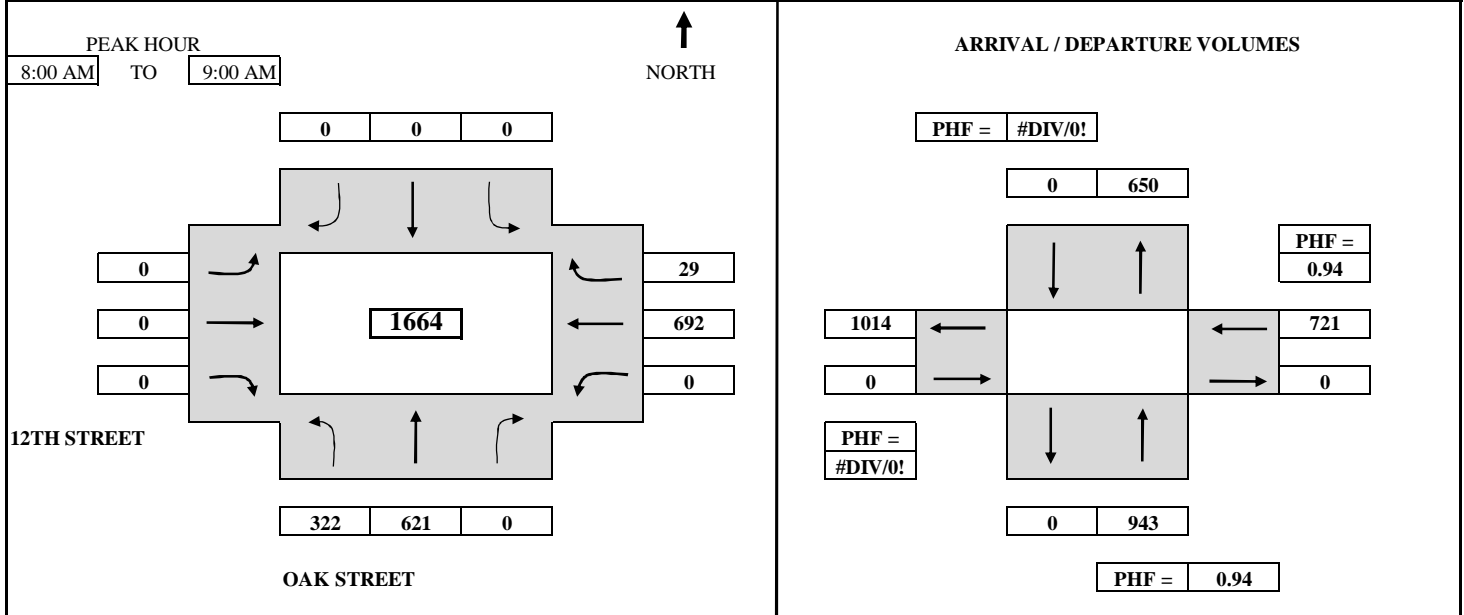 PEAK HOUR
8:00 AM TO 9:00 AM
NORTH
0 0 0
0
29
0
1664
692
0
0
12TH STREET
322 621 0
OAK STREET
ARRIVAL / DEPARTURE VOLUMES
PHF = #DIV/0!
0 650
PHF =
0.94
1014
721
0
0
PHF =
#DIV/0!
0 943
PHF = 0.94